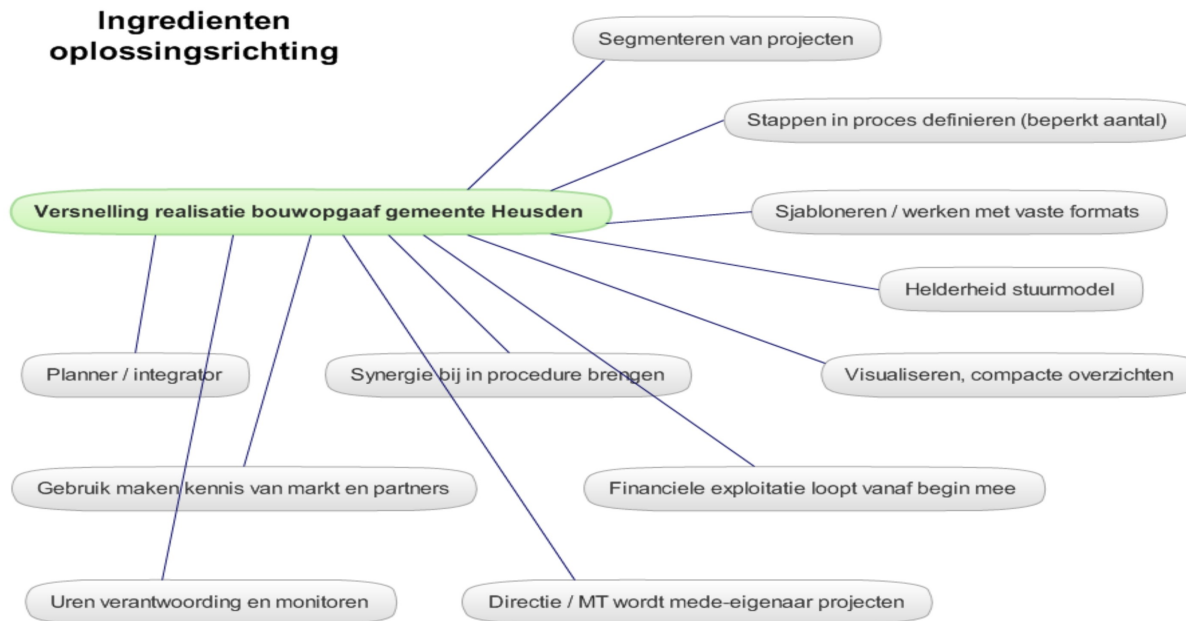 Ingredienten
oplossingsrichting
Segmenteren van projecten
Stappen in proces definieren (beperkt aantal)
Versnelling realisatie bouwopgaaf gemeente Heusden
Sjabloneren / werken met vaste formats
Helderheid stuurmodel
Planner / integrator
Synergie bij in procedure brengen
Visualiseren, compacte overzichten
Gebruik maken kennis van markt en partners
Financiele exploitatie loopt vanaf begin mee
Uren verantwoording en monitoren
Directie / MT wordt mede-eigenaar projecten